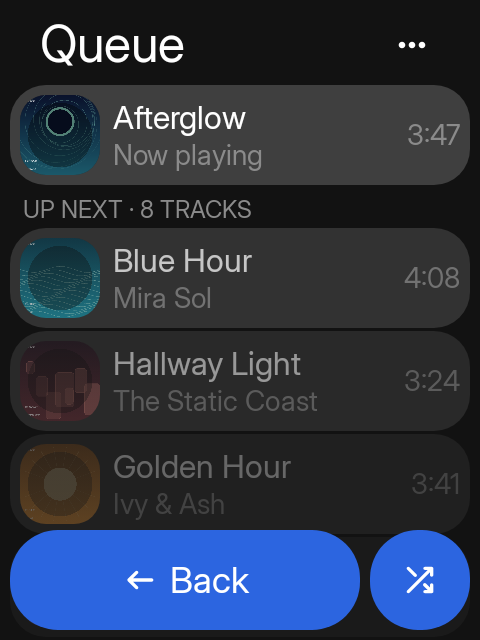 Queue
Afterglow
Now playing
3:47
UP NEXT · 8 TRACKS
Blue Hour
Mira Sol
4:08
Hallway Light
The Static Coast
3:24
Golden Hour
Ivy & Ash
3:41
Back